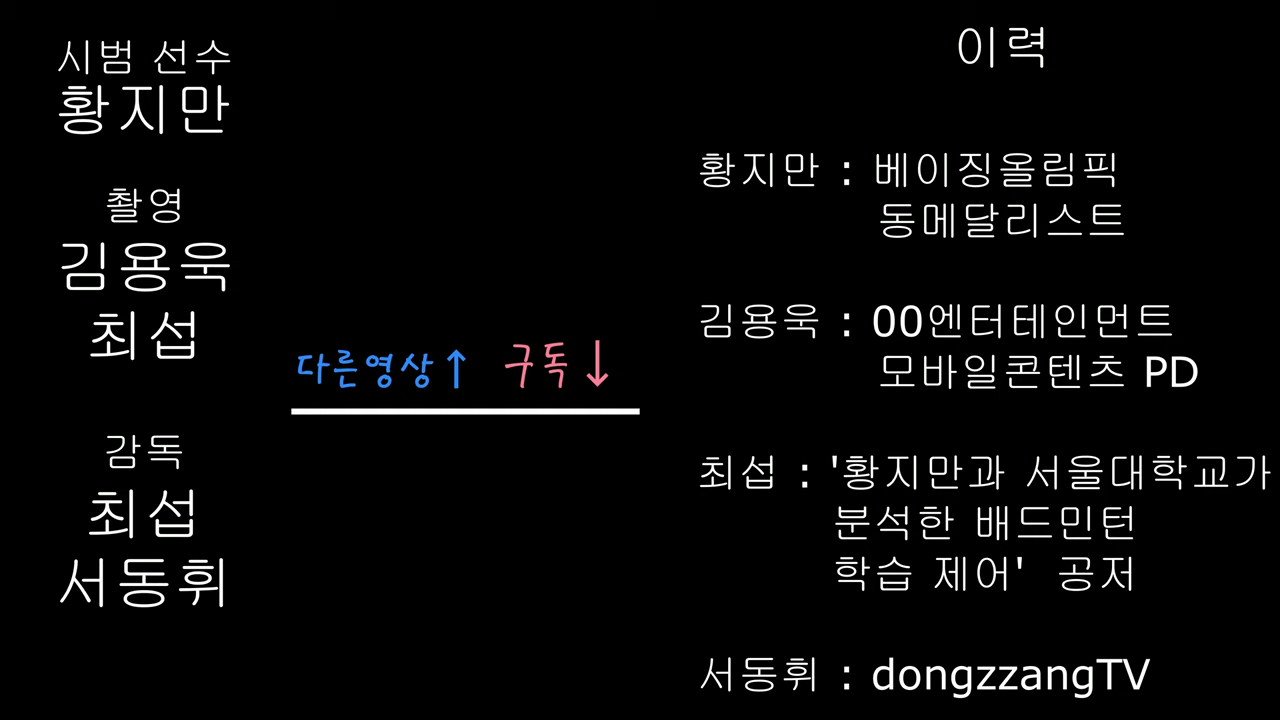 시범 선수
황지만
촬영
김용욱
최섭
감독
최섭
서동휘
다른영상↑ 구독↓
이력
황지만 : 베이징올림픽
동메달리스트
김용욱 : 00엔터테인먼트
모바일콘텐츠 PD
최섭 : '황지만과 서울대학교가
분석한 배드민턴
학습 제어' 공저
서동휘 : dongzzangTV